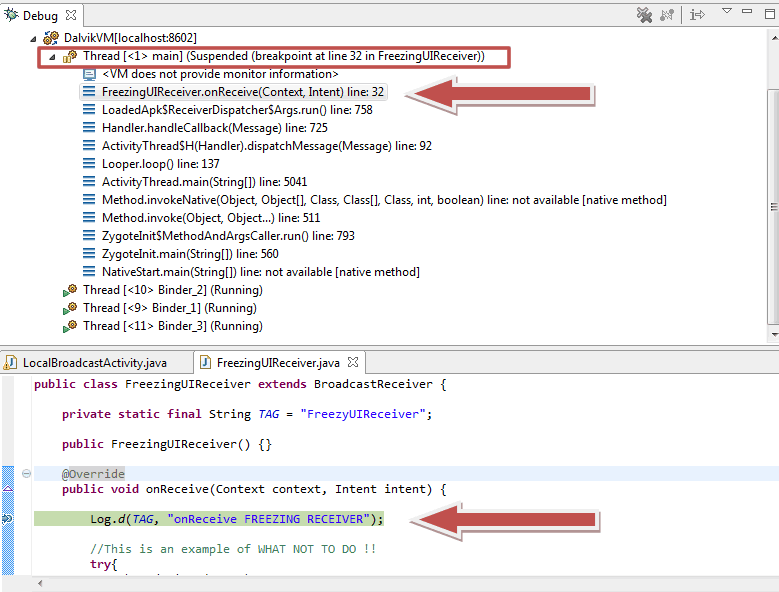 Debug
DalvikVM[localhost:8602]
Thread [<1> main] (Suspended (breakpoint at line 32 in FreezingUIReceiver))
<VM does not provide monitor information>
FreezingUIReceiver.onReceive(Context, Intent) line: 32
LoadedApk$ReceiverDispatcher$Args.run() line: 758
Handler.handleCallback(Message) line: 725
ActivityThread$H(Handler).dispatchMessage(Message) line: 92
Looper.loop() line: 137
ActivityThread.main(String[]) line: 5041
Method.invokeNative(Object, Object[], Class, Class[], Class, int, boolean) line: not available [native method]
Method.invoke(Object, Object...) line: 511
ZygoteInit$MethodAndArgsCaller.run() line: 793
ZygoteInit.main(String[]) line: 560
NativeStart.main(String[]) line: not available [native method]
Thread [<10> Binder_2] (Running)
Thread [<9> Binder_1] (Running)
Thread [<11> Binder_3] (Running)
LocalBroadcastActivity.java FreezingUIReceiver.java
public class FreezingUIReceiver extends BroadcastReceiver {
private static final String TAG = "FreezyUIReceiver";
public FreezingUIReceiver() {}
@Override
public void onReceive(Context context, Intent intent) {
Log.d(TAG, "onReceive FREEZING RECEIVER");
//This is an example of WHAT NOT TO DO !!
try{